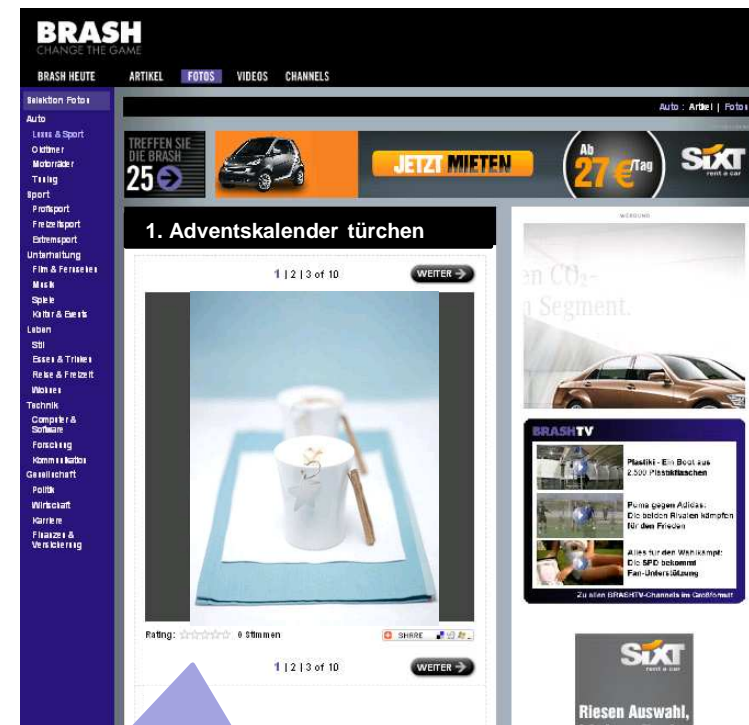 BRASH
CHANGE THE GAME
BRASH HEUTE ARTIKEL FOTOS VIDEOS CHANNELS
Selektion Fotos
Auto
Luxus & Sport
Oldtimer
Motorräder
Tuning
Sport
Profisport
Freizeitsport
Extremsport
Unterhaltung
Film & Fernsehen
Musik
Spiele
Kultur & Events
Leben
Stil
Essen & Trinken
Reise & Freizeit
Wohnen
Technik
Computer &
Software
Forschung
Kommunikation
Gesellschaft
Politik
Wirtschaft
Karriere
Finanzen &
Versicherung
Auto : Artikel | Fotos
TREFFEN SIE
DIE BRASH
25
JETZT MIETEN
Ab
27 €/Tag
SIXT
rent a car
1. Adventskalender türchen
1 | 2 | 3 of 10
WEITER
Rating: 0 Stimmen
SHARE
1 | 2 | 3 of 10
WEITER
WERBUNG
en CO2-
n Segment.
BRASHTV
Plastiki - Ein Boot aus
2.500 Plastikflaschen
Puma gegen Adidas:
Die beiden Rivalen kämpfen
für den Frieden
Alles für den Wahlkampf:
Die SPD bekommt
Fan-Unterstützung
Zu allen BRASHTV-Channels im Großformat
SIXT
rent a car
Riesen Auswahl,